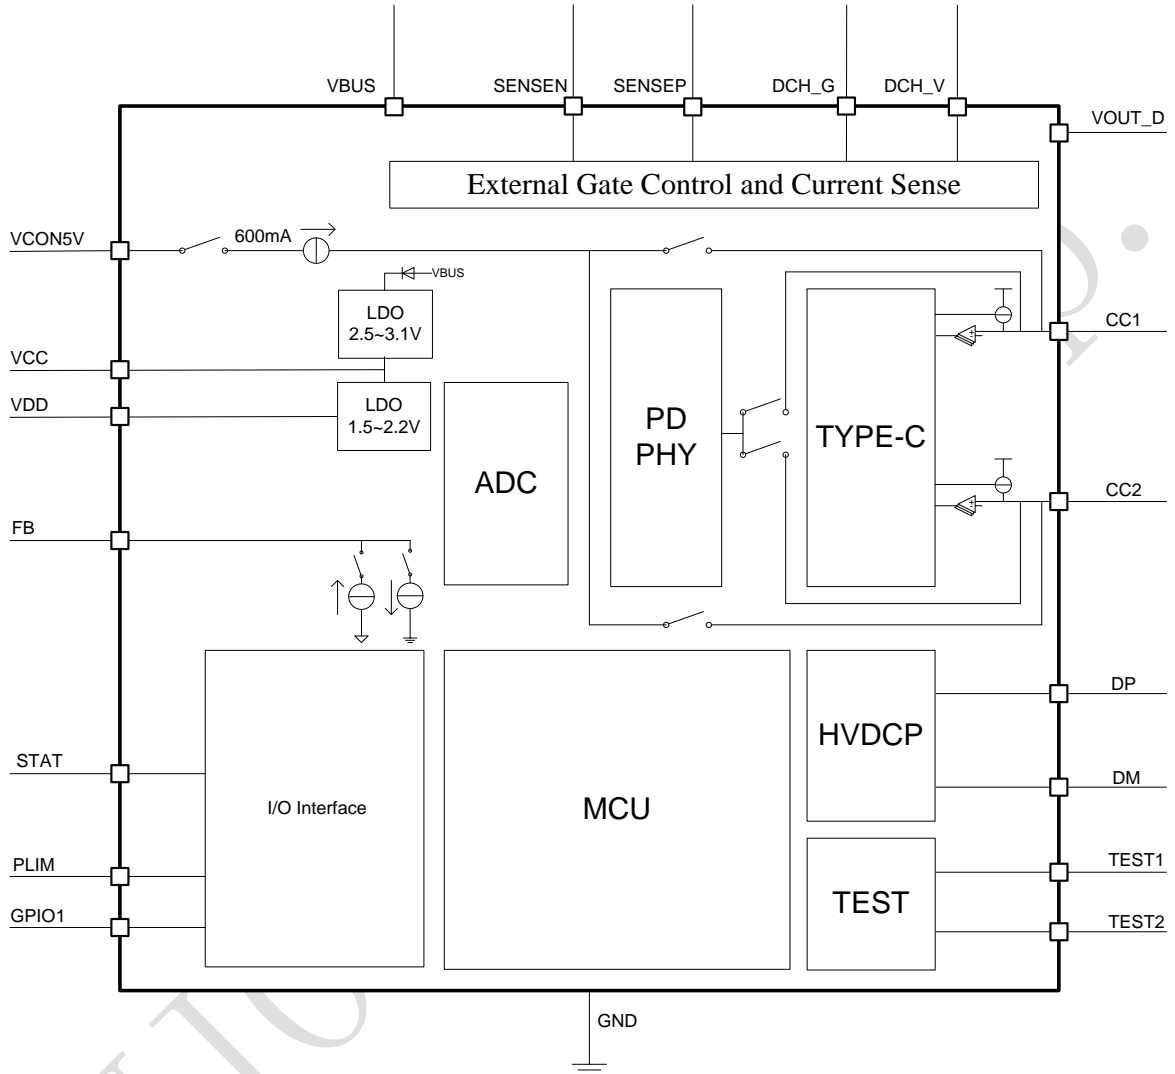 VBUS
SENSEN
SENSEP
DCH_G
DCH_V
VOUT_D
External Gate Control and Current Sense
VCON5V
600mA
VBUS
LDO
2.5~3.1V
CC1
VCC
VDD
LDO
1.5~2.2V
ADC
PD
PHY
TYPE-C
CC2
FB
DP
HVDCP
DM
STAT
I/O Interface
MCU
PLIM
GPIO1
TEST
TEST1
TEST2
GND